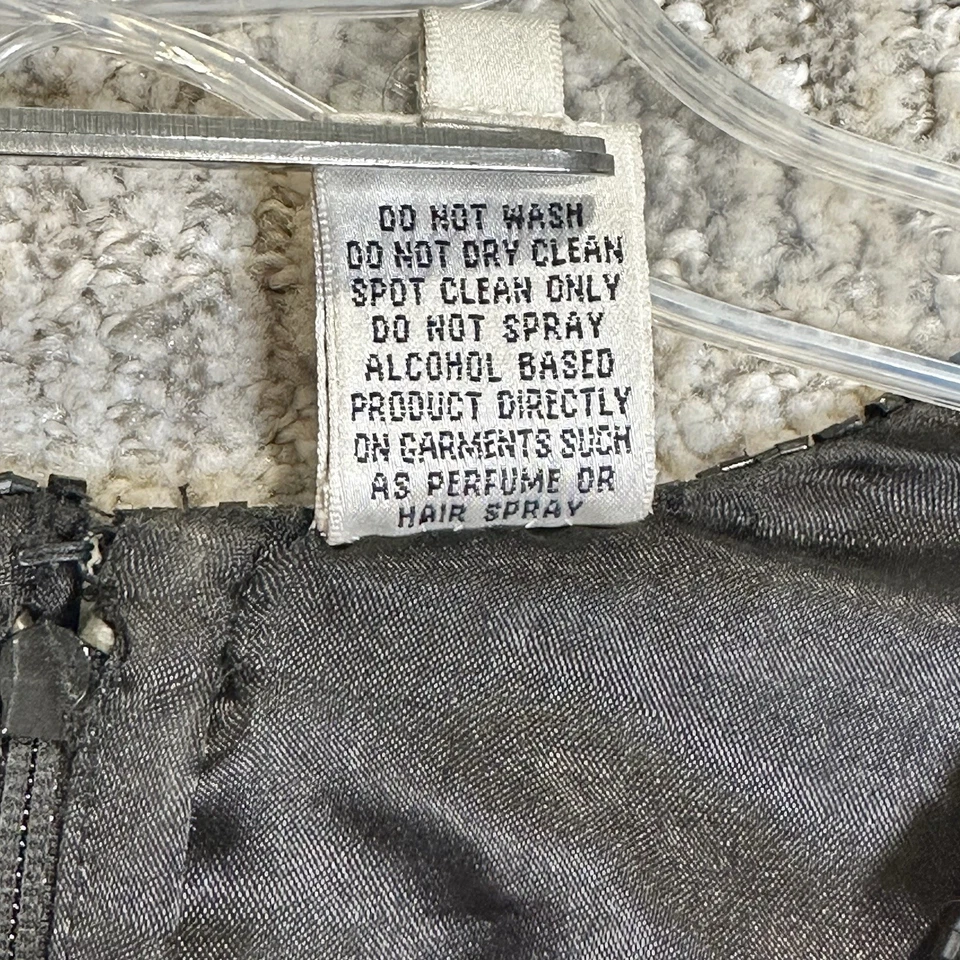 DO NOT WASH
DO NOT DRY CLEAN
SPOT CLEAN ONLY
DO NOT SPRAY
ALCOHOL BASED
PRODUCT DIRECTLY
ON GARMENTS SUCH
AS PERFUME OR
HAIR SPRAY